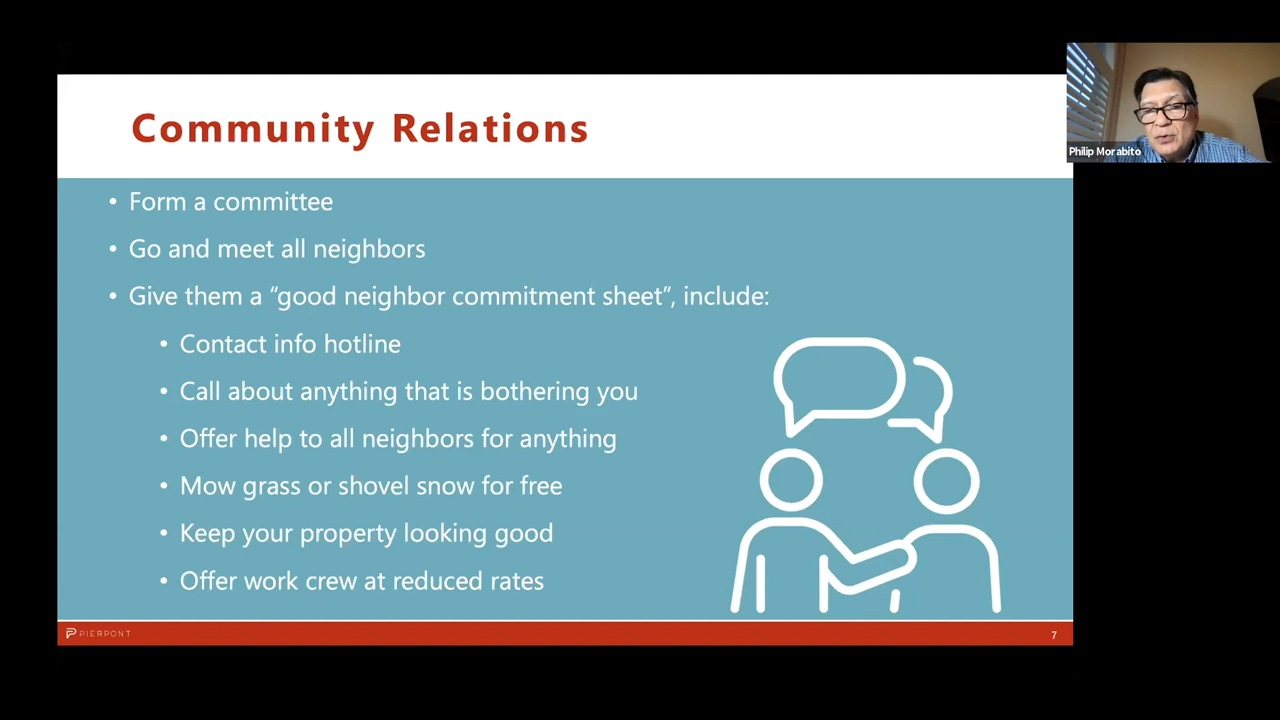 Community Relations
Philip Morabito
• Form a committee
• Go and meet all neighbors
• Give them a “good neighbor commitment sheet”, include:
• Contact info hotline
• Call about anything that is bothering you
• Offer help to all neighbors for anything
• Mow grass or shovel snow for free
• Keep your property looking good
• Offer work crew at reduced rates
PIERPONT
7